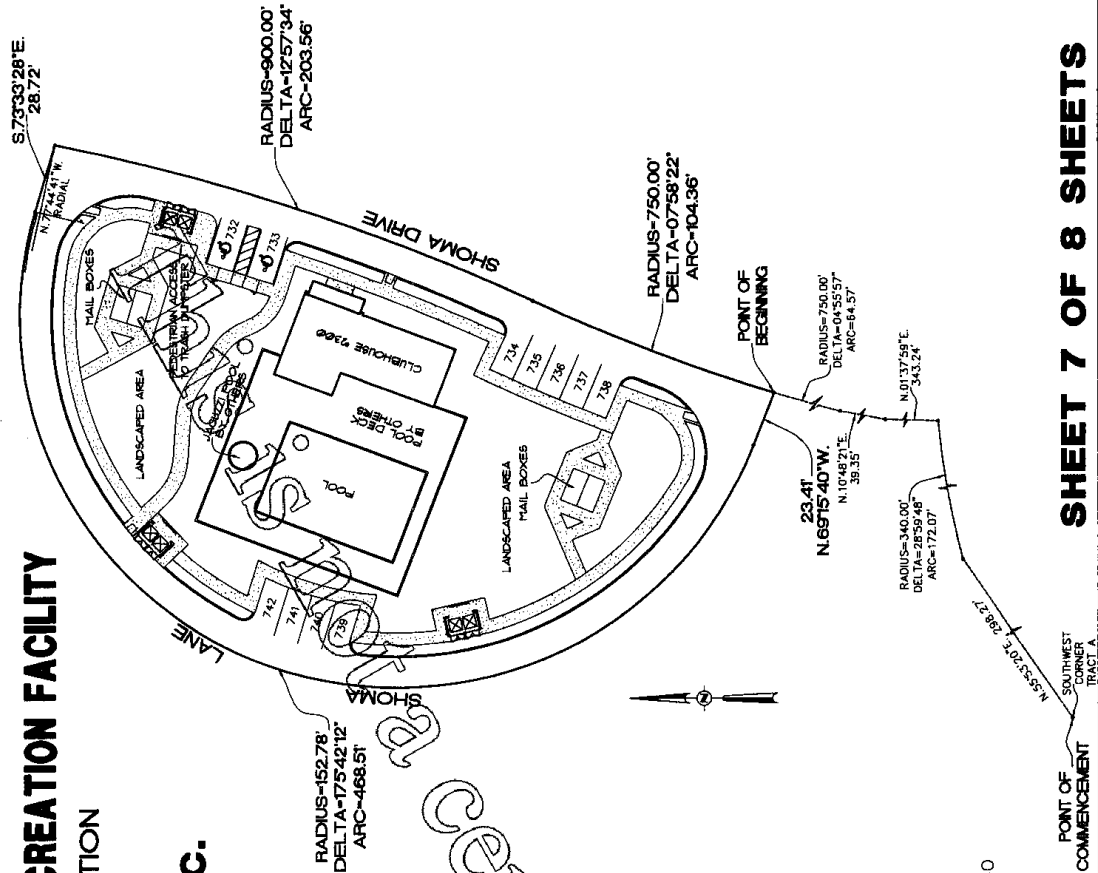 CREATION FACILITY
TION
C.
S.73°33'28"E.
28.72'
N.77°44'41"W.
RADIAL
RADIUS=900.00'
DELTA=12°57'34"
ARC=203.56'
MAIL BOXES
PEDESTRIAN ACCESS
TO TRASH DUMPSTER
732
733
LANDSCAPED AREA
JACUZZI POOL
BY OTHERS
SHOMA DRIVE
CLUBHOUSE #9300
POOL DECK
BY OTHERS
POOL
734
735
736
737
738
RADIUS=750.00'
DELTA=07°58'22"
ARC=104.36'
LANDSCAPED AREA
MAIL BOXES
742
741
740
739
SHOMA LANE
RADIUS=152.78'
DELTA=175°42'12"
ARC=468.51'
POINT OF
BEGINNING
RADIUS=750.00'
DELTA=04°55'57"
ARC=64.57'
23.41'
N.69°15'40"W.
N.10°48'21"E.
39.35'
N.01°37'59"E.
343.24'
RADIUS=340.00'
DELTA=28°59'48"
ARC=172.07'
N.55°53'20"E. 298.27'
SOUTHWEST
CORNER
TRACT A
POINT OF
COMMENCEMENT
is not a ce
SHEET 7 OF 8 SHEETS